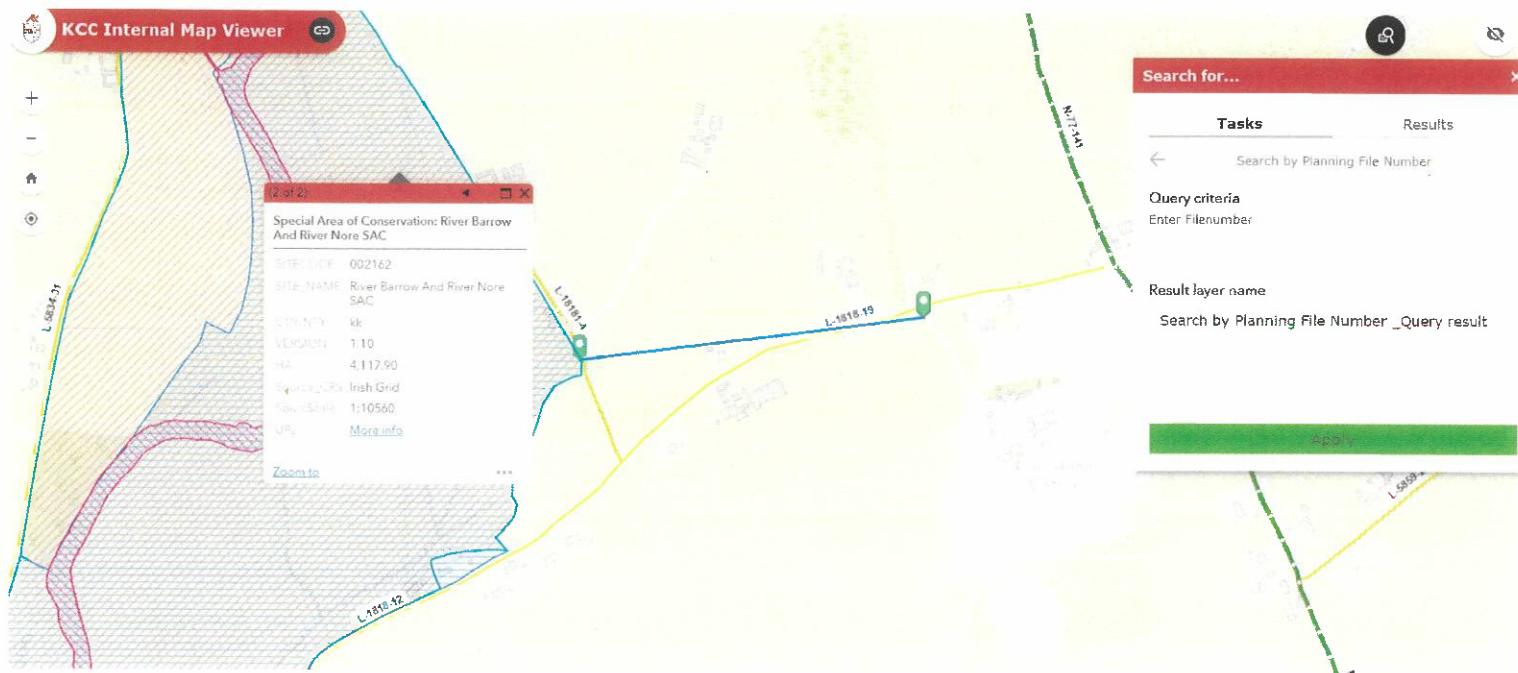 KCC Internal Map Viewer
N-77-141
L-5834-31
(2 of 2)
Special Area of Conservation: River Barrow
And River Nore SAC
SITECODE 002162
SITE_NAME River Barrow And River Nore
SAC
COUNTY kk
VERSION 1.10
HA 4,117.90
Irish Grid
1:10560
URL More info
Zoom to
L-18181-4
L-1818-19
L-1818-12
Search for...
Tasks Results
Search by Planning File Number
Query criteria
Enter Filenumber
Result layer name
Search by Planning File Number _Query result
Apply